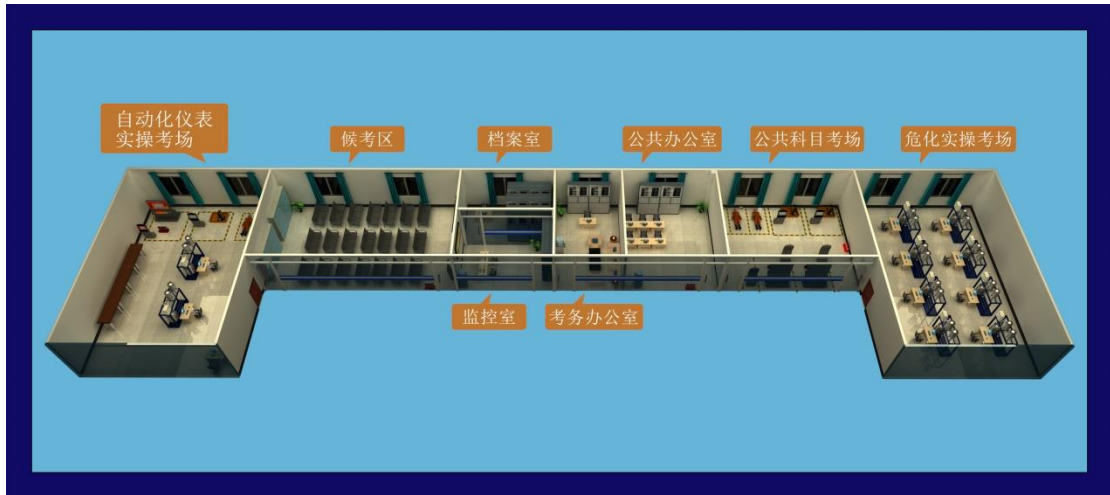 自动化仪表
实操考场
候考区
档案室
公共办公室
公共科目考场
危化实操考场
监控室
考务办公室